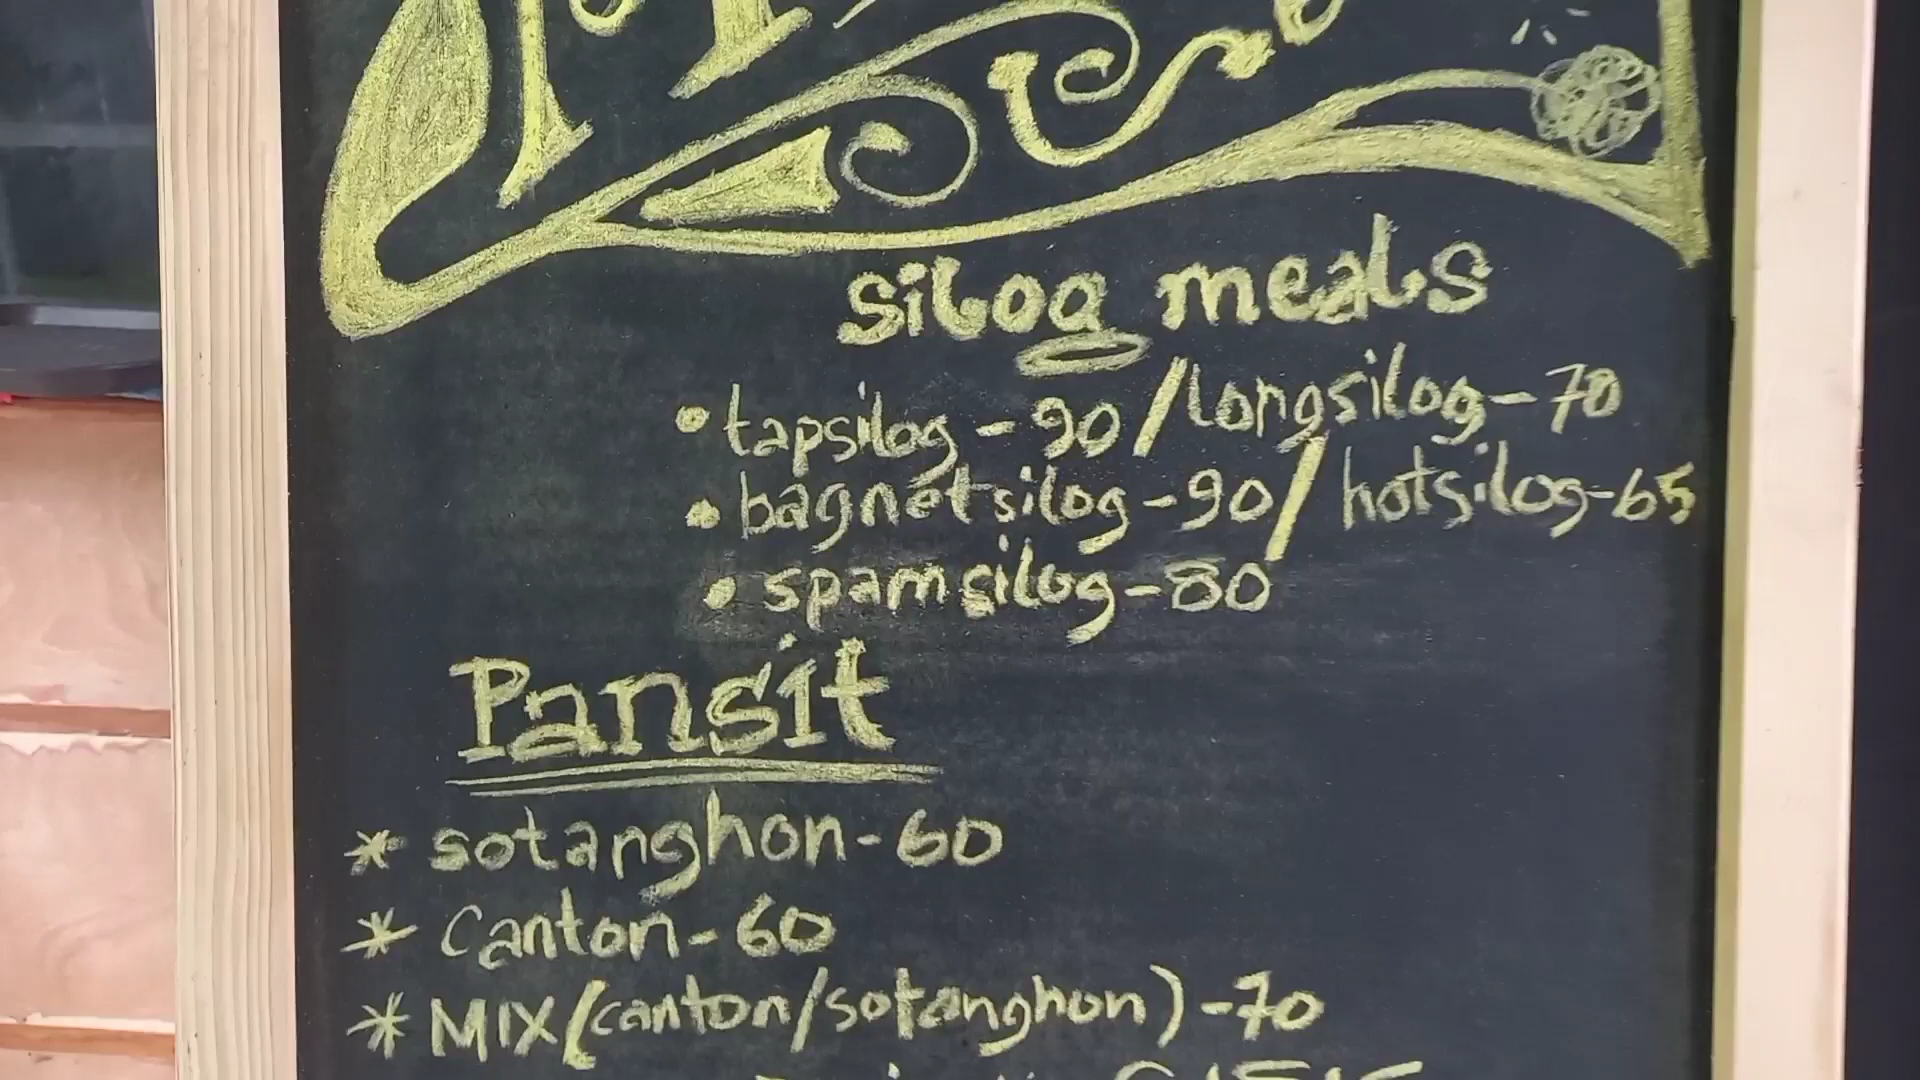 silog meals
• tapsilog - 90 / longsilog - 70
• bagnetsilog - 90 / hotsilog - 65
• spamsilog - 80
Pansit
* sotanghon - 60
* Canton - 60
* MIX (canton/sotanghon) - 70